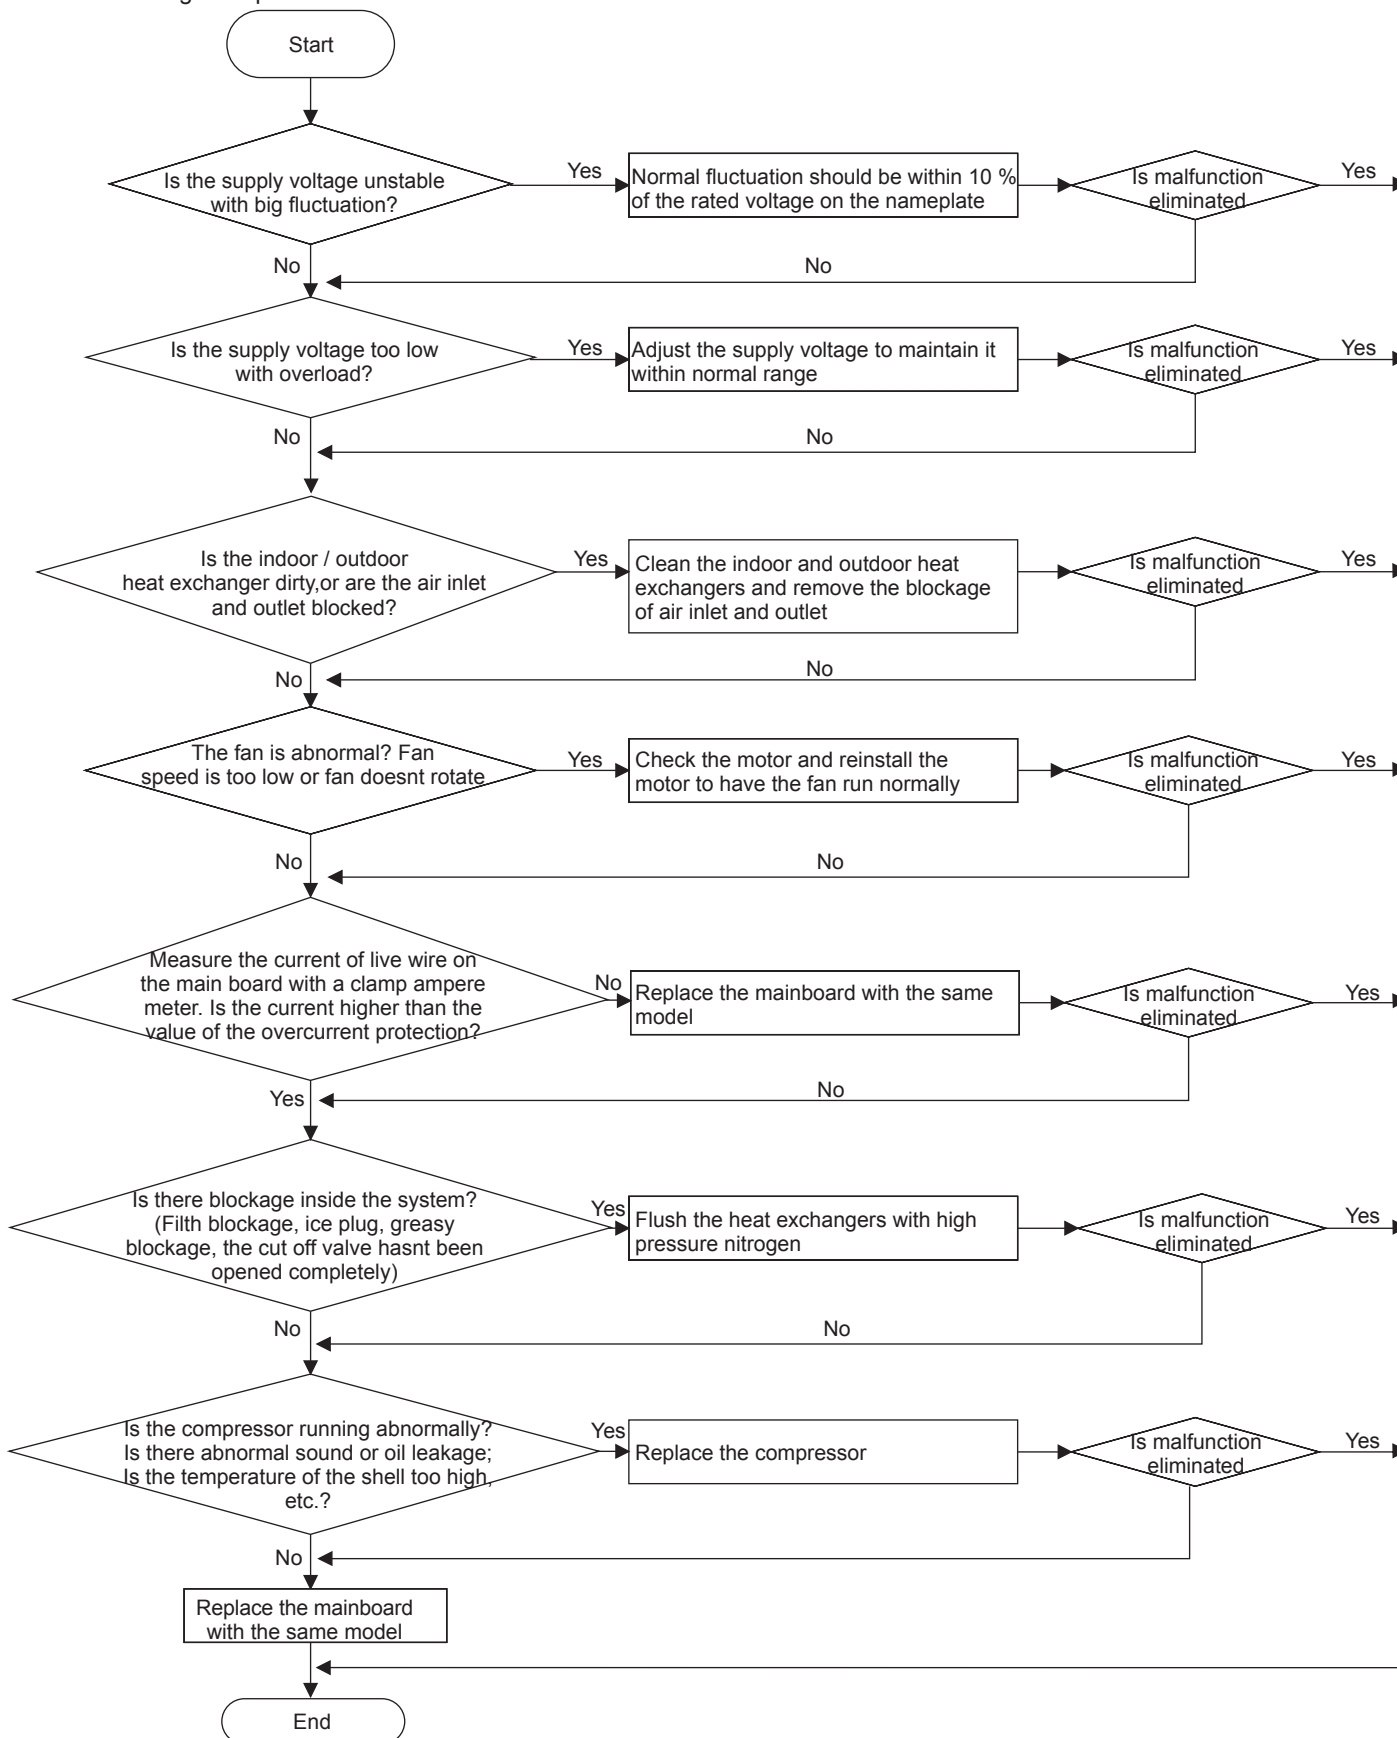 Start
Is the supply voltage unstable
with big fluctuation?
Yes
Normal fluctuation should be within 10 %
of the rated voltage on the nameplate
Is malfunction
eliminated
Yes
No
No
Is the supply voltage too low
with overload?
Yes
Adjust the supply voltage to maintain it
within normal range
Is malfunction
eliminated
Yes
No
No
Is the indoor / outdoor
heat exchanger dirty,or are the air inlet
and outlet blocked?
Yes
Clean the indoor and outdoor heat
exchangers and remove the blockage
of air inlet and outlet
Is malfunction
eliminated
Yes
No
No
The fan is abnormal? Fan
speed is too low or fan doesnt rotate
Yes
Check the motor and reinstall the
motor to have the fan run normally
Is malfunction
eliminated
Yes
No
No
Measure the current of live wire on
the main board with a clamp ampere
meter. Is the current higher than the
value of the overcurrent protection?
No
Replace the mainboard with the same
model
Is malfunction
eliminated
Yes
No
Yes
Is there blockage inside the system?
(Filth blockage, ice plug, greasy
blockage, the cut off valve hasnt been
opened completely)
Yes
Flush the heat exchangers with high
pressure nitrogen
Is malfunction
eliminated
Yes
No
No
Is the compressor running abnormally?
Is there abnormal sound or oil leakage;
Is the temperature of the shell too high,
etc.?
Yes
Replace the compressor
Is malfunction
eliminated
Yes
No
Replace the mainboard
with the same model
End